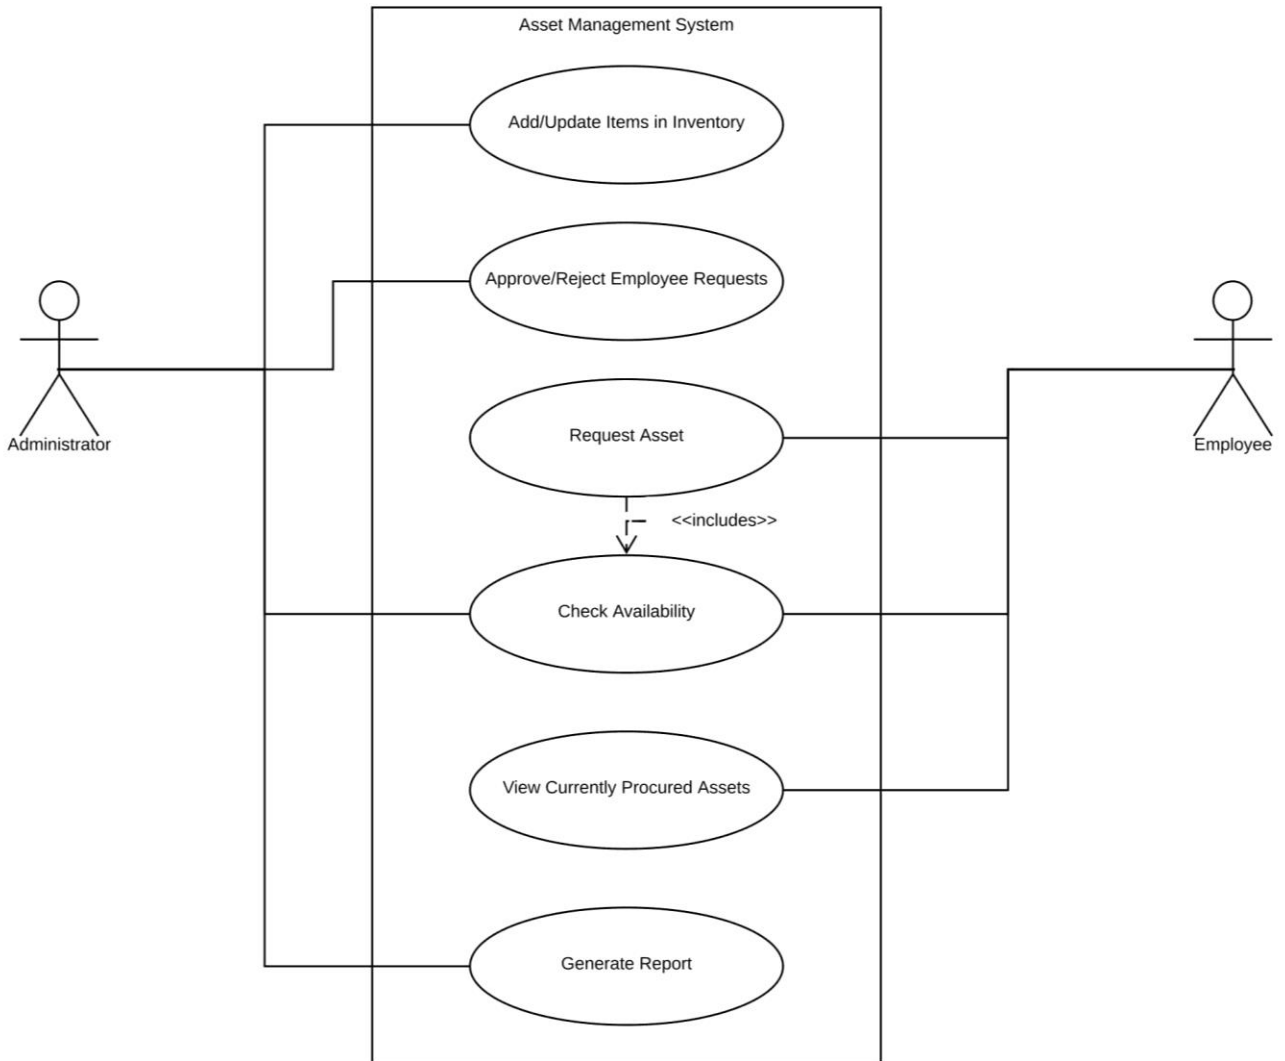 Asset Management System
Add/Update Items in Inventory
Approve/Reject Employee Requests
Administrator
Request Asset
Employee
<<includes>>
Check Availability
View Currently Procured Assets
Generate Report